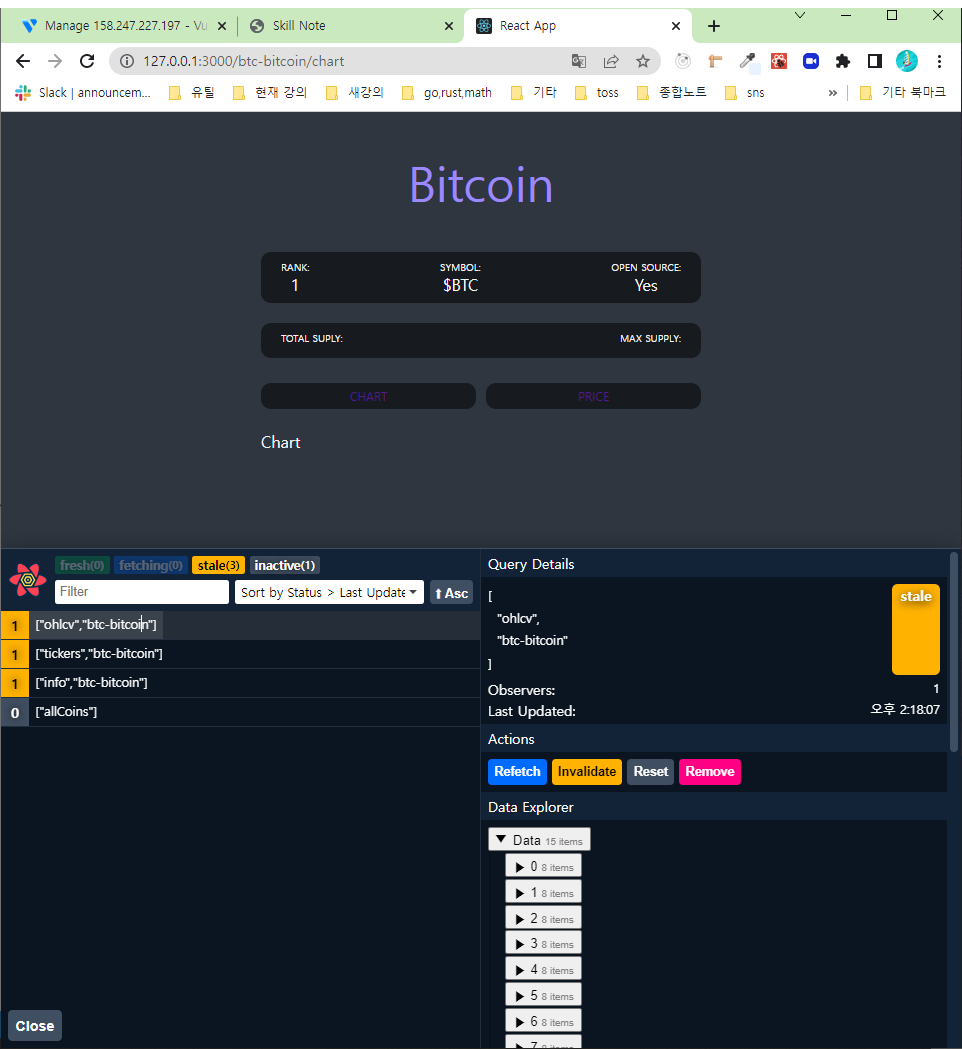 Manage 158.247.227.197 - Vu
Skill Note
React App
127.0.0.1:3000/btc-bitcoin/chart
Slack | announcem...
유틸
현재 강의
새강의
go,rust,math
기타
toss
종합노트
sns
»
기타 북마크
Bitcoin
RANK:
1
SYMBOL:
$BTC
OPEN SOURCE:
Yes
TOTAL SUPLY:
MAX SUPPLY:
CHART
PRICE
Chart
fresh(0)
fetching(0)
stale(3)
inactive(1)
Filter
Sort by Status > Last Update
⬆ Asc
1 ["ohlcv","btc-bitcoin"]
1 ["tickers","btc-bitcoin"]
1 ["info","btc-bitcoin"]
0 ["allCoins"]
Close
Query Details
[
"ohlcv",
"btc-bitcoin"
]
stale
Observers: 1
Last Updated: 오후 2:18:07
Actions
Refetch
Invalidate
Reset
Remove
Data Explorer
▼ Data 15 items
▶ 0 8 items
▶ 1 8 items
▶ 2 8 items
▶ 3 8 items
▶ 4 8 items
▶ 5 8 items
▶ 6 8 items
▶ 7 8 items